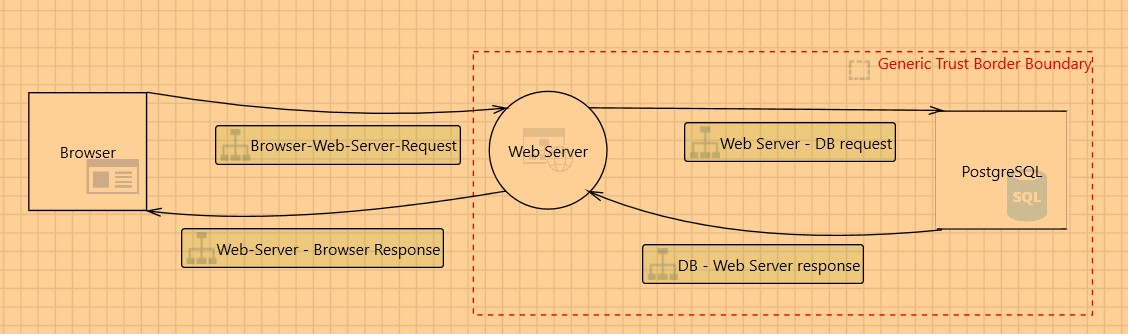 Generic Trust Border Boundary
Browser
Browser-Web-Server-Request
Web Server
Web Server - DB request
PostgreSQL
SQL
Web-Server - Browser Response
DB - Web Server response